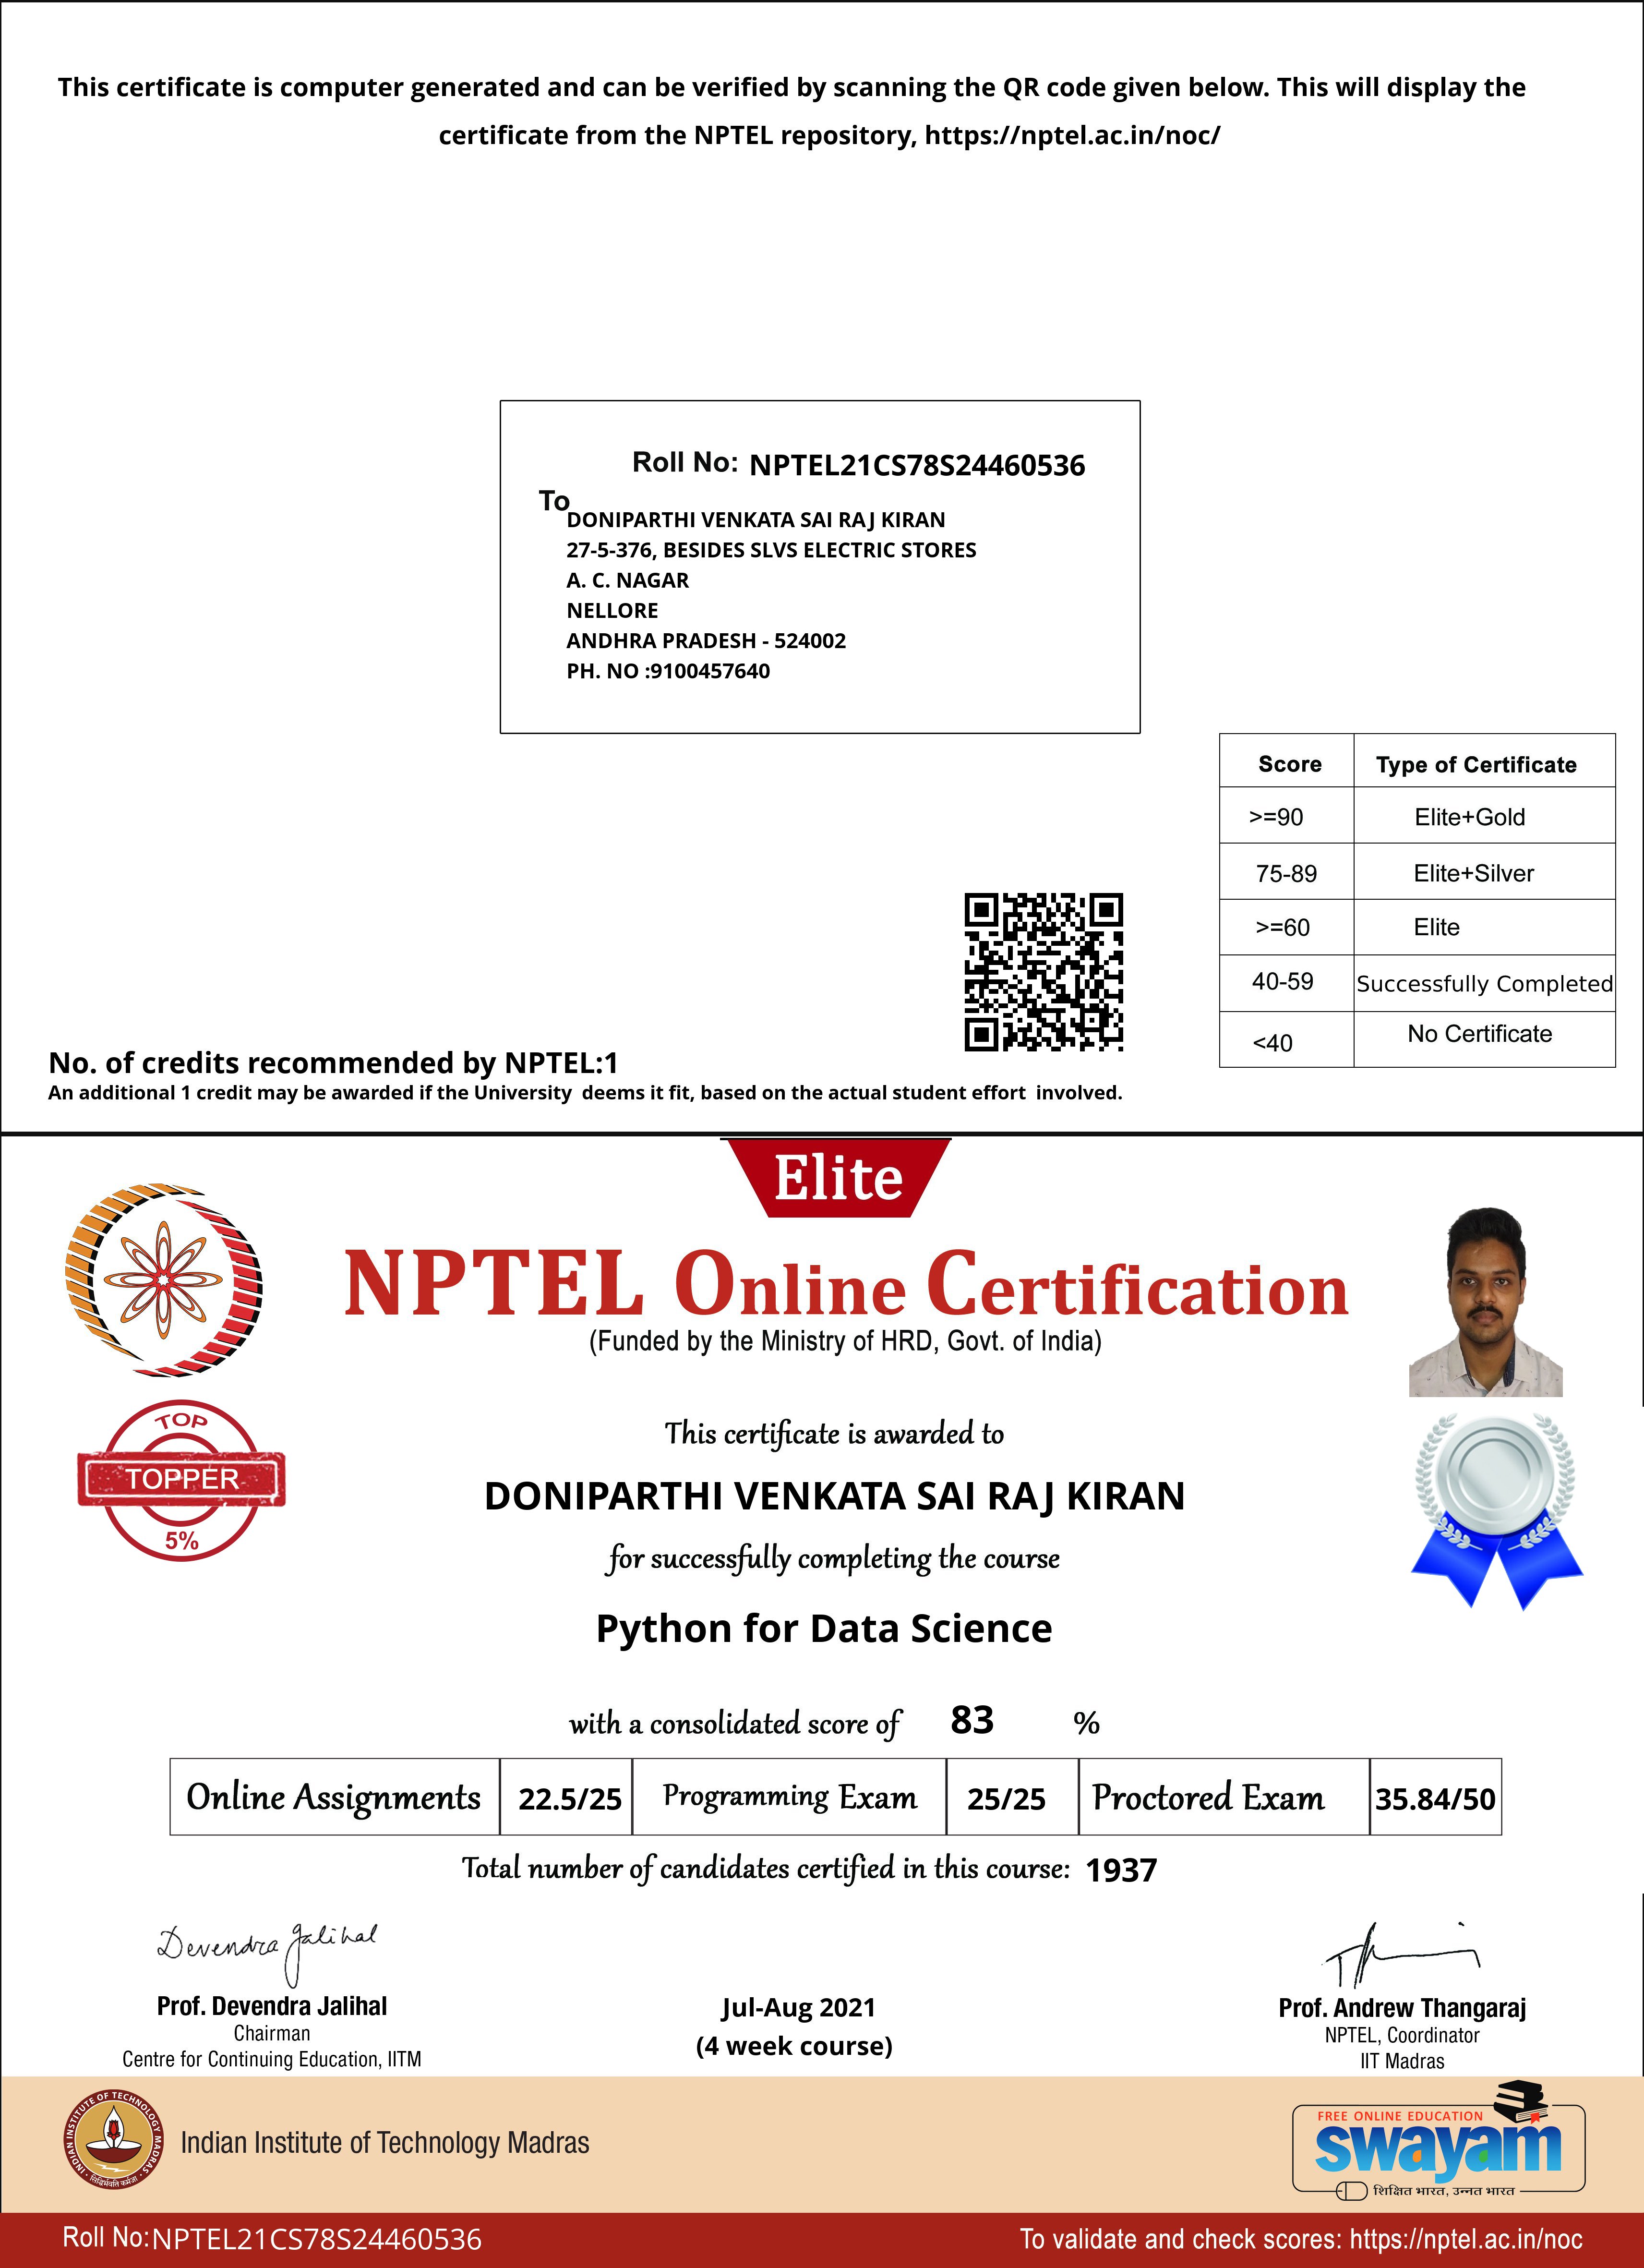 This certificate is computer generated and can be verified by scanning the QR code given below. This will display the
certificate from the NPTEL repository, https://nptel.ac.in/noc/
Roll No: NPTEL21CS78S24460536
To
DONIPARTHI VENKATA SAI RAJ KIRAN
27-5-376, BESIDES SLVS ELECTRIC STORES
A. C. NAGAR
NELLORE
ANDHRA PRADESH - 524002
PH. NO :9100457640
Score Type of Certificate
>=90 Elite+Gold
75-89 Elite+Silver
>=60 Elite
40-59 Successfully Completed
<40 No Certificate
No. of credits recommended by NPTEL:1
An additional 1 credit may be awarded if the University deems it fit, based on the actual student effort involved.
Elite
NPTEL Online Certification
(Funded by the Ministry of HRD, Govt. of India)
TOP
TOPPER
5%
This certificate is awarded to
DONIPARTHI VENKATA SAI RAJ KIRAN
for successfully completing the course
Python for Data Science
with a consolidated score of 83 %
Online Assignments 22.5/25 Programming Exam 25/25 Proctored Exam 35.84/50
Total number of candidates certified in this course: 1937
Devendra Jalihal
Prof. Devendra Jalihal
Chairman
Centre for Continuing Education, IITM
Jul-Aug 2021
(4 week course)
Prof. Andrew Thangaraj
NPTEL, Coordinator
IIT Madras
INDIAN INSTITUTE OF TECHNOLOGY MADRAS
सिद्धिर्भवति कर्मजा
Indian Institute of Technology Madras
FREE ONLINE EDUCATION
swayam
शिक्षित भारत, उन्नत भारत
Roll No:NPTEL21CS78S24460536
To validate and check scores: https://nptel.ac.in/noc